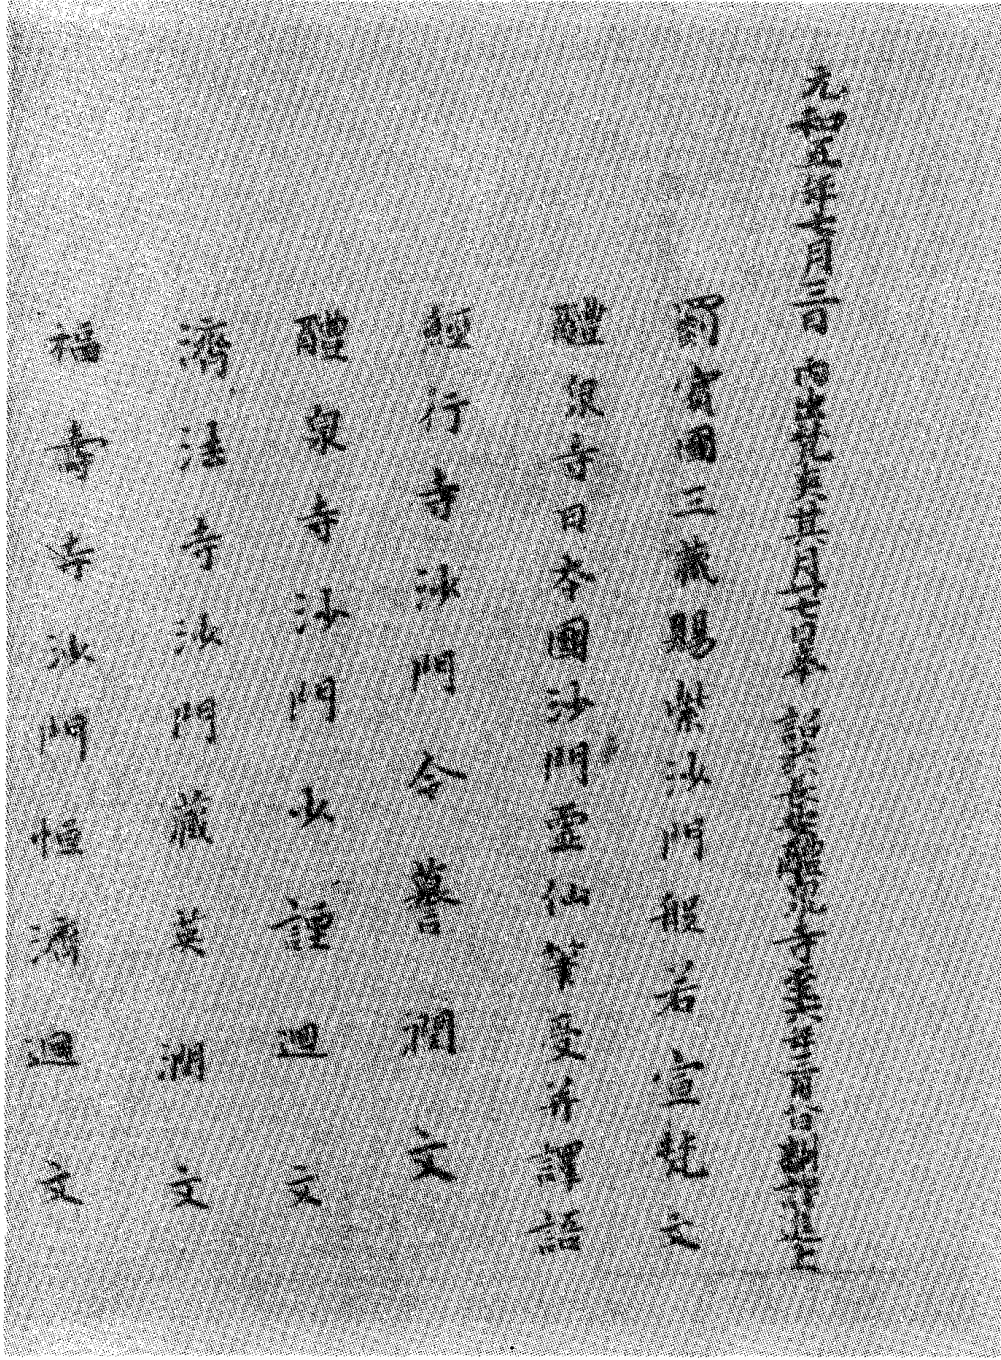 元和五年七月三日 內出梵夾其月廿七日奉 詔於長安醴泉寺至六年三月八日翻譯進上
罽賓國三藏賜紫沙門般若宣梵文
醴泉寺日本國沙門霊仙筆受并譯語
經行寺沙門令謩潤文
醴泉寺沙門少諲迴文
濟法寺沙門藏英潤文
福壽寺沙門恒濟迴文